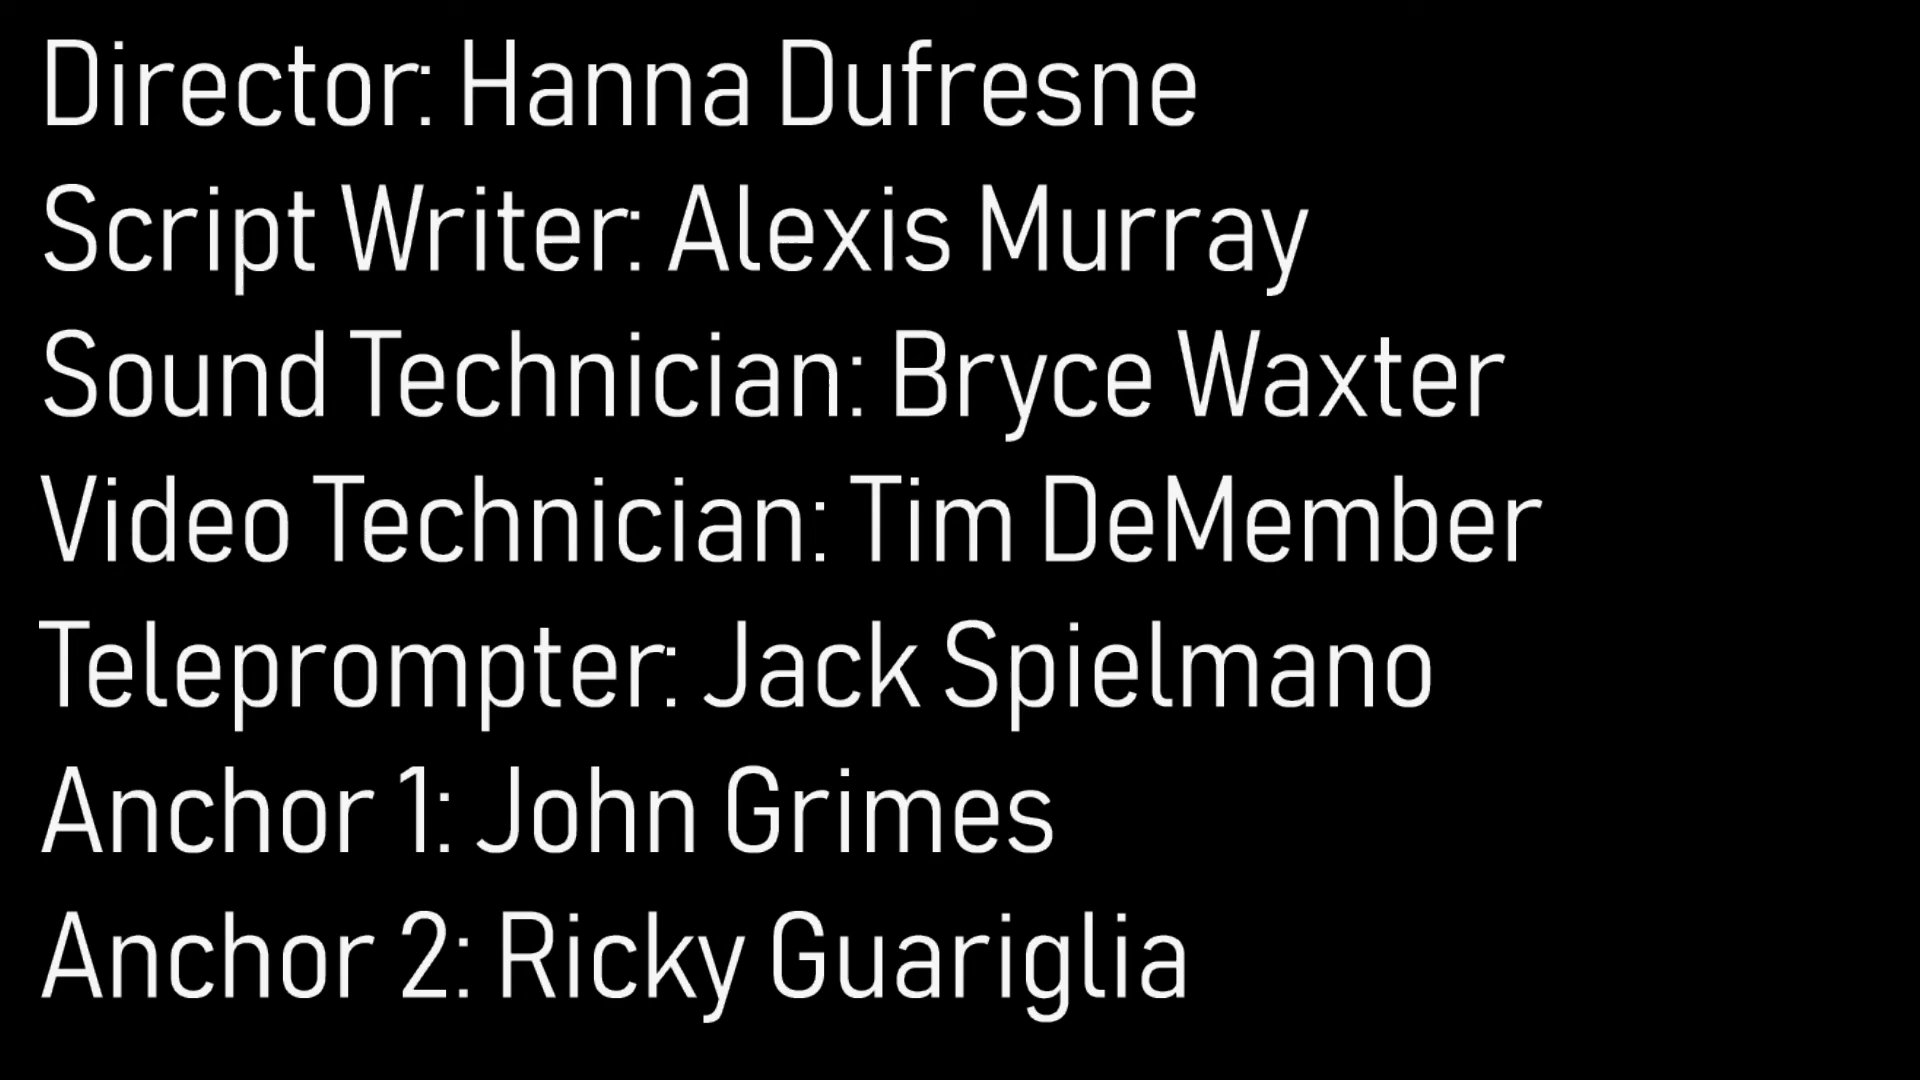 Director: Hanna Dufresne
Script Writer: Alexis Murray
Sound Technician: Bryce Waxter
Video Technician: Tim DeMember
Teleprompter: Jack Spielmano
Anchor 1: John Grimes
Anchor 2: Ricky Guariglia